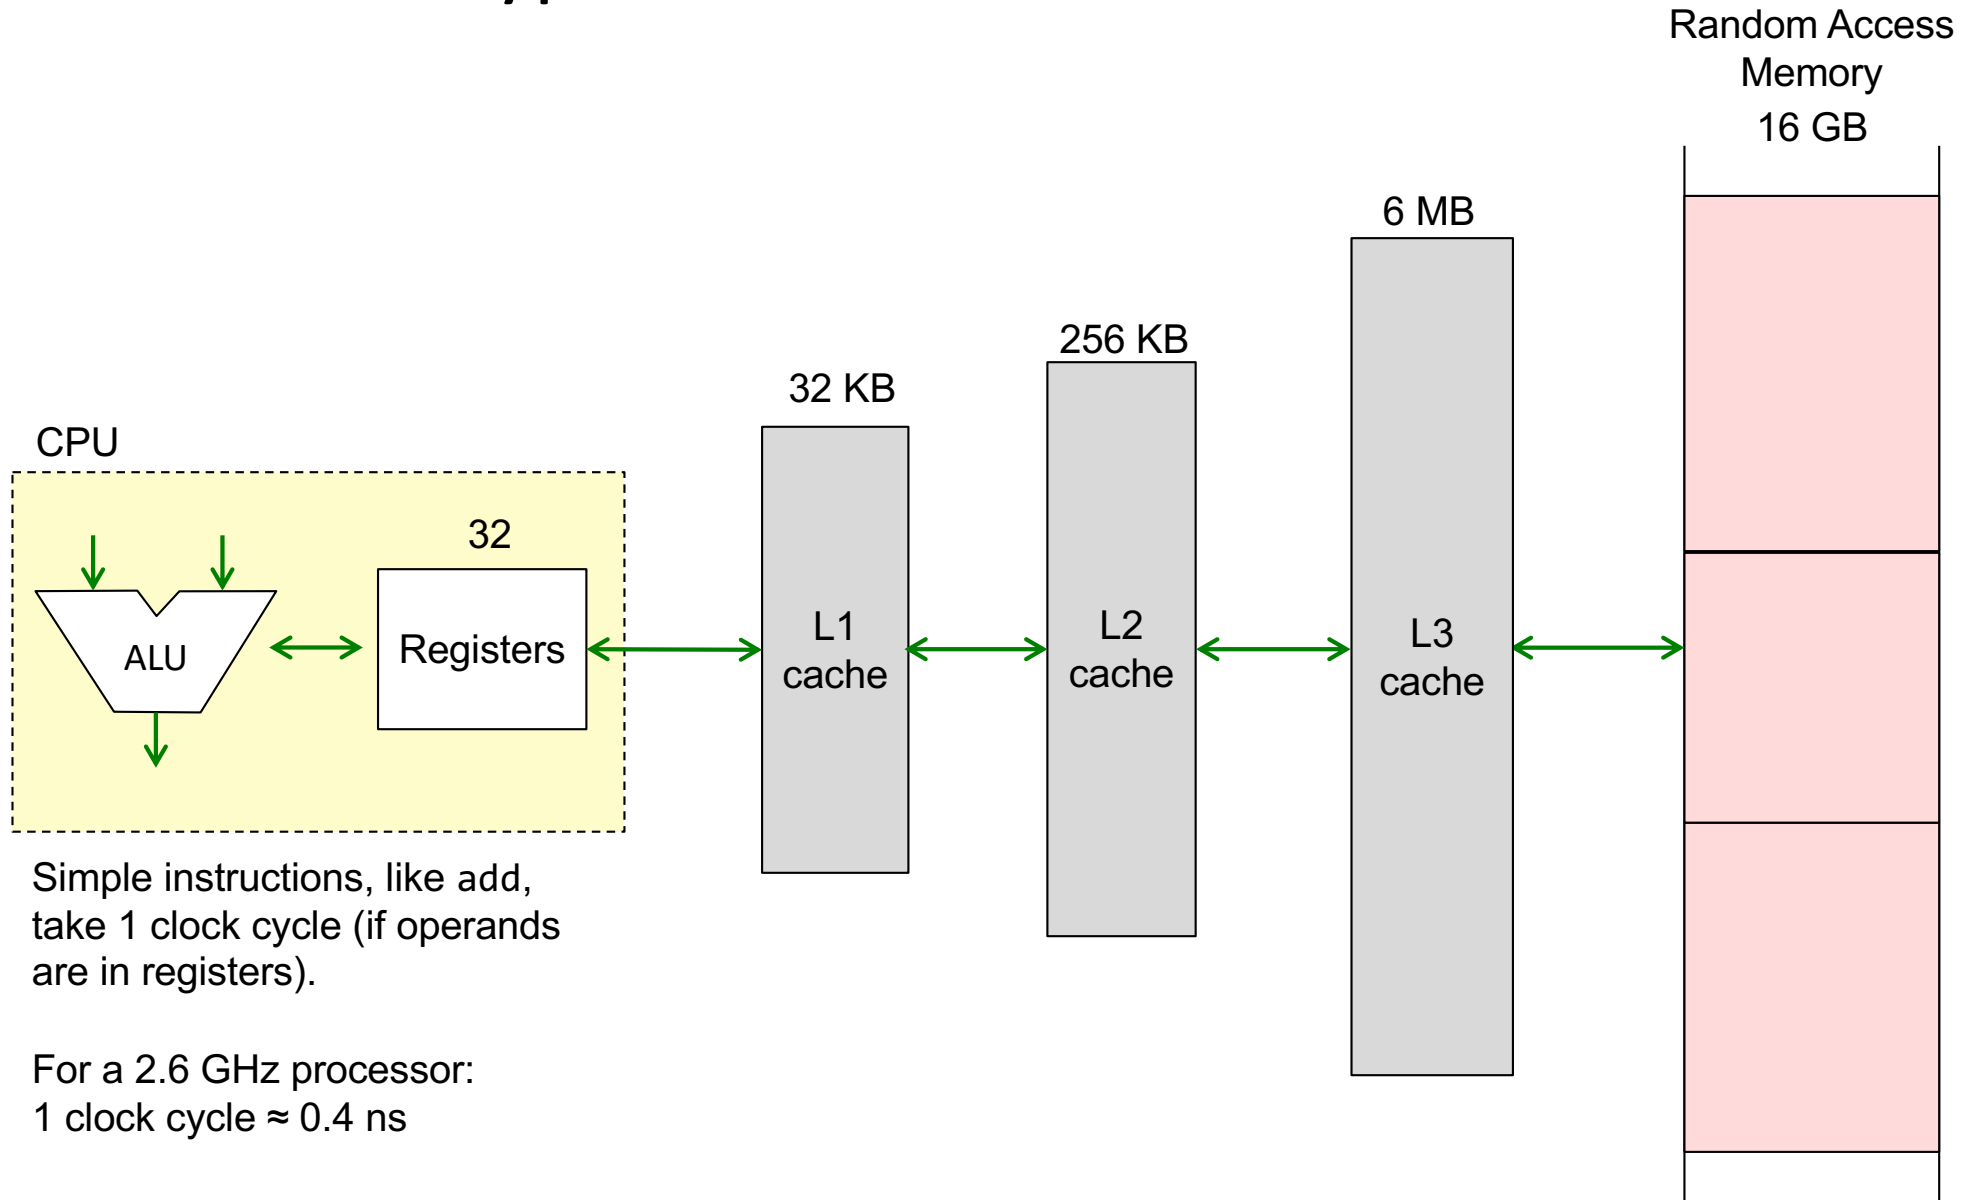 Random Access
Memory
16 GB
6 MB
256 KB
32 KB
CPU
32
ALU
Registers
L1
cache
L2
cache
L3
cache
Simple instructions, like add,
take 1 clock cycle (if operands
are in registers).
For a 2.6 GHz processor:
1 clock cycle ≈ 0.4 ns